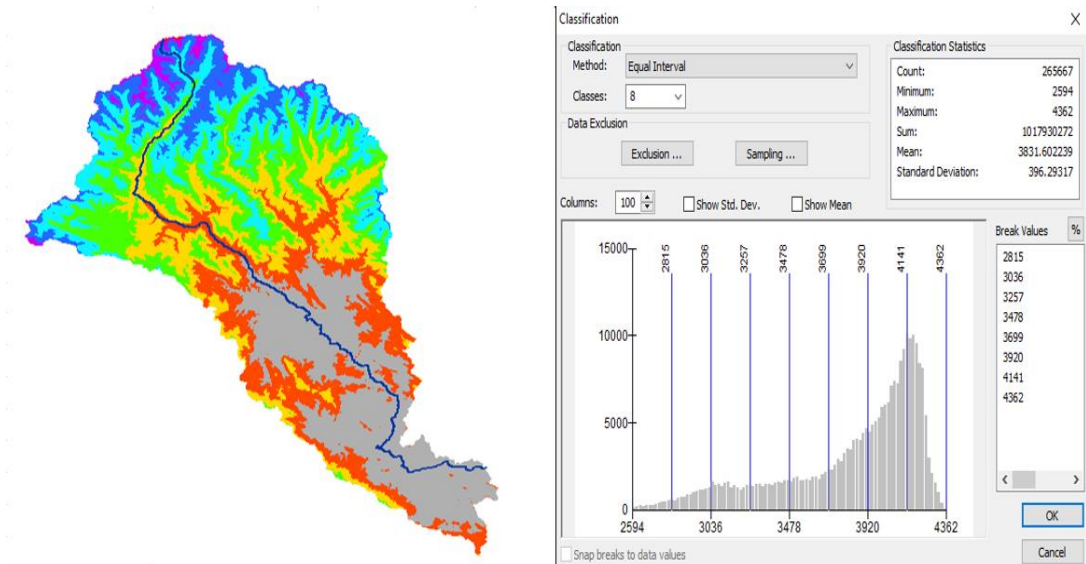 Classification X
Classification
Method: Equal Interval
Classes: 8
Data Exclusion
Exclusion ... Sampling ...
Classification Statistics
Count: 265667
Minimum: 2594
Maximum: 4362
Sum: 1017930272
Mean: 3831.602239
Standard Deviation: 396.29317
Columns: 100 Show Std. Dev. Show Mean
Break Values %
2815
3036
3257
3478
3699
3920
4141
4362
15000
10000
5000
0
2815 3036 3257 3478 3699 3920 4141 4362
2594 3036 3478 3920 4362
Snap breaks to data values
OK
Cancel